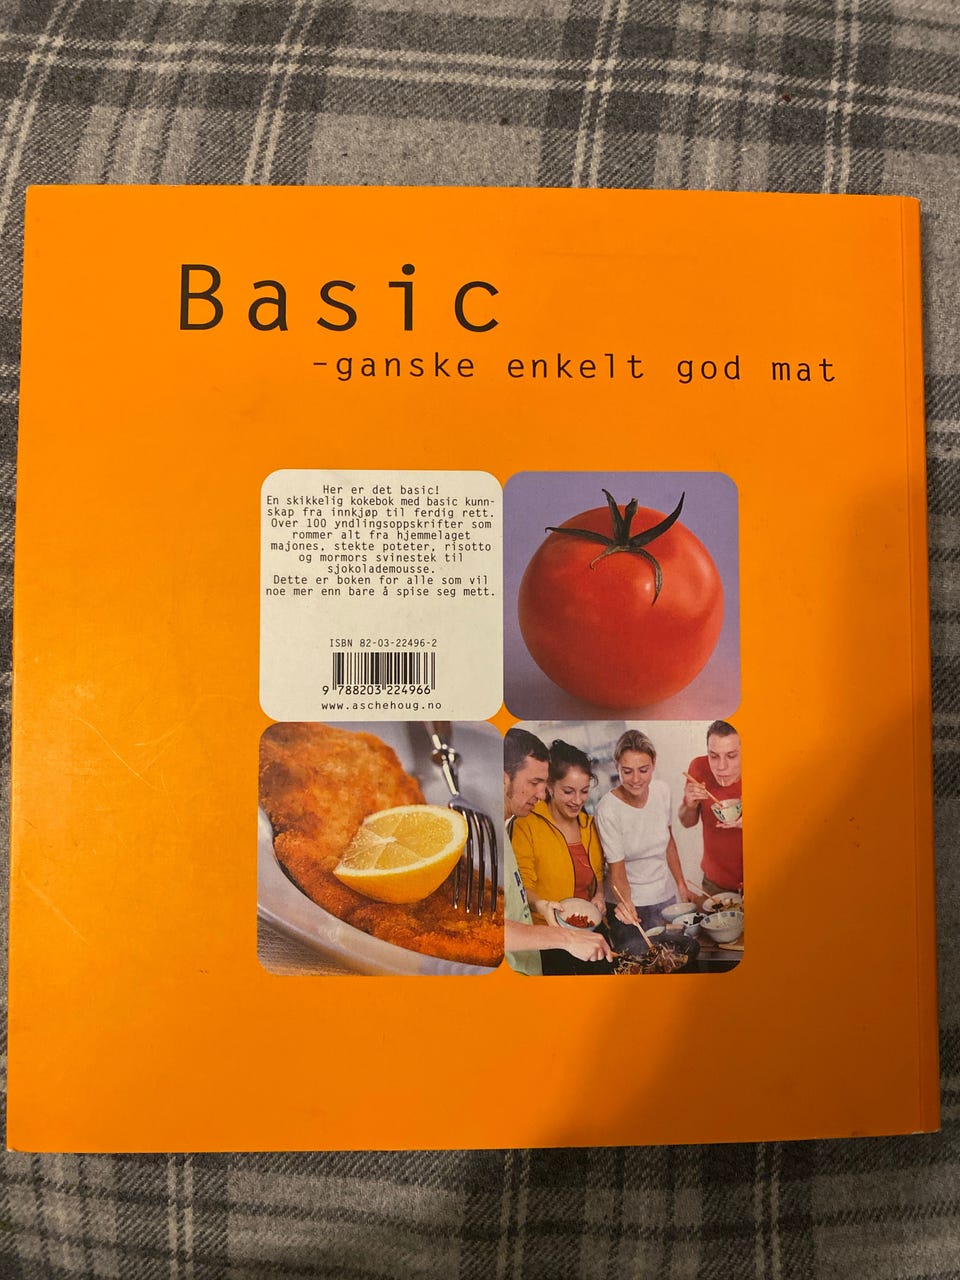 Basic
-ganske enkelt god mat
Her er det basic!
En skikkelig kokebok med basic kunn-
skap fra innkjøp til ferdig rett.
Over 100 yndlingsoppskrifter som
rommer alt fra hjemmelaget
majones, stekte poteter, risotto
og mormors svinestek til
sjokolademousse.
Dette er boken for alle som vil
noe mer enn bare å spise seg mett.
ISBN 82-03-22496-2
9 788203 224966
www.aschehoug.no